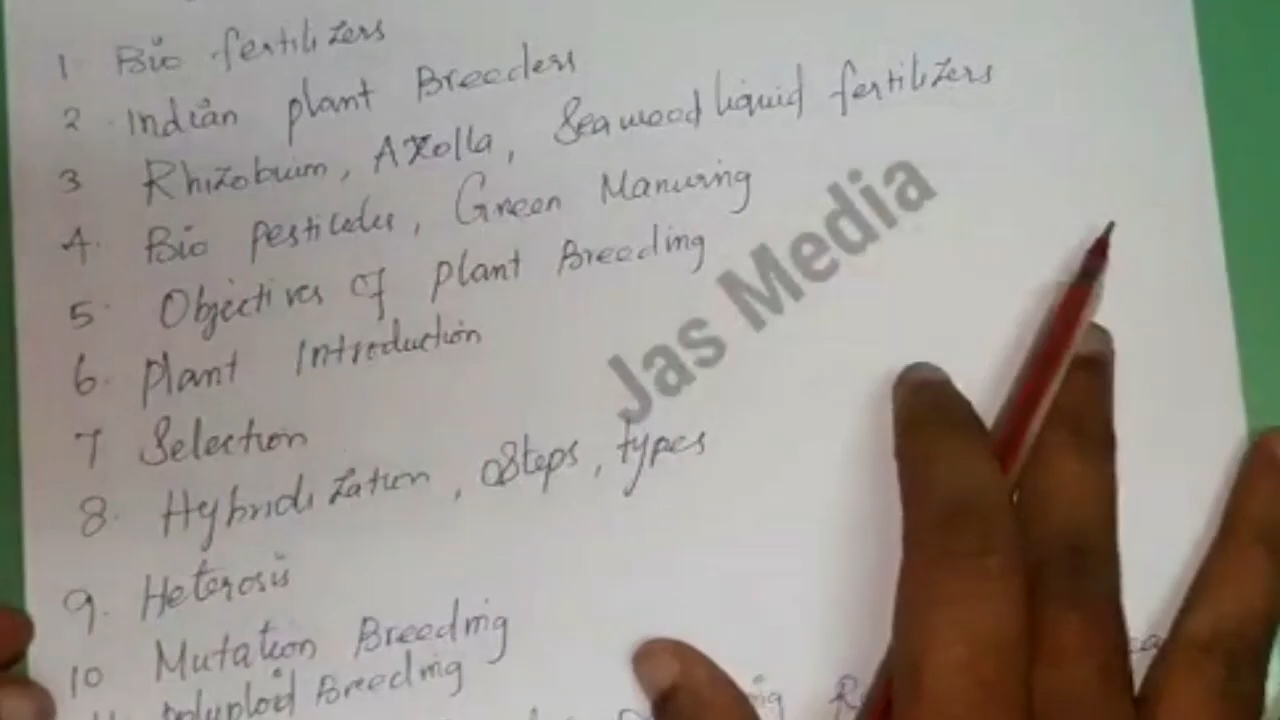 1 Bio fertilizers
2. Indian plant Breeders
3 Rhizobium, Azolla, Seaweed liquid fertilizers
4. Bio pesticides, Green Manuring
5. Objectives of plant Breeding
6. Plant Introduction
7 Selection
8. Hybridization, Steps, types
9. Heterosis
10 Mutation Breeding
polyploid Breeding
Jas Media